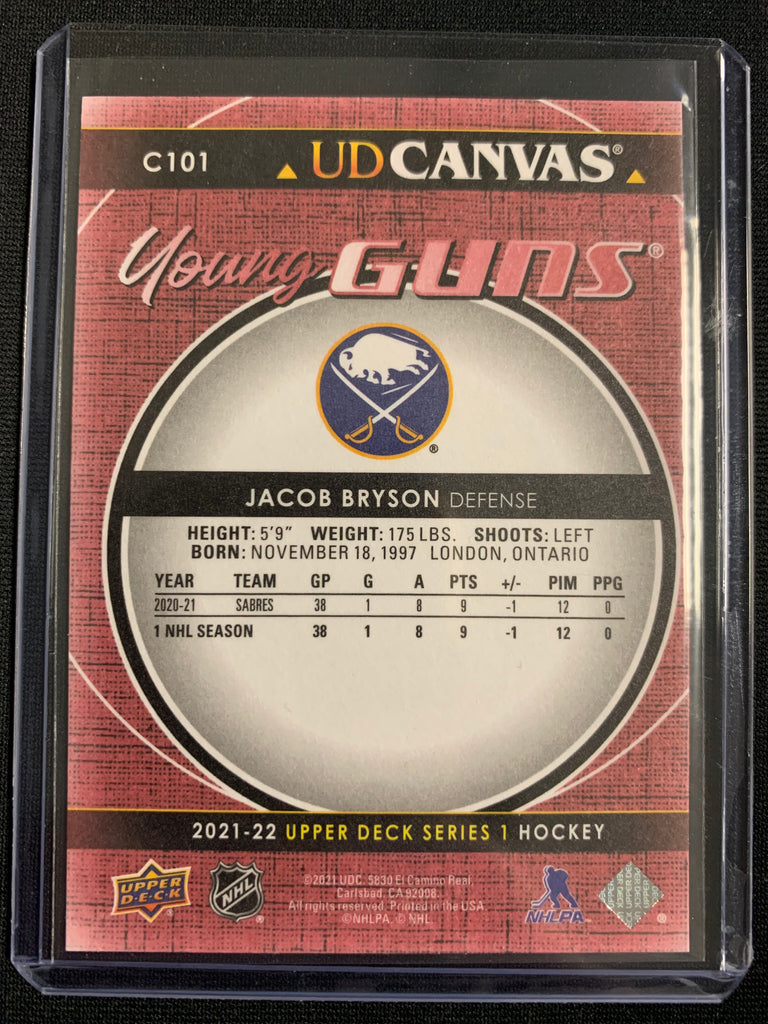 C101 UD CANVAS®
Young GUNS®
®
JACOB BRYSON DEFENSE
HEIGHT: 5'9" WEIGHT: 175 LBS. SHOOTS: LEFT
BORN: NOVEMBER 18, 1997 LONDON, ONTARIO
YEAR TEAM GP G A PTS +/- PIM PPG
2020-21 SABRES 38 1 8 9 -1 12 0
1 NHL SEASON 38 1 8 9 -1 12 0
2021-22 UPPER DECK SERIES 1 HOCKEY
UPPER DECK ®
NHL ®
©2021 UDC. 5830 El Camino Real,
Carlsbad, CA 92008.
All rights reserved. Printed in the USA.
©NHLPA. © NHL.
NHLPA
®